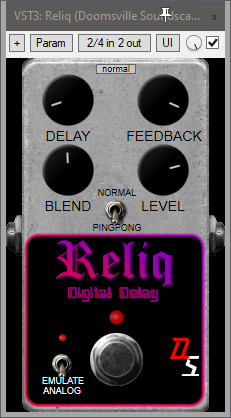 VST3: Reliq (Doomsville Soundsca... x
+ Param 2/4 in 2 out UI
normal
DELAY FEEDBACK
BLEND LEVEL
NORMAL
PINGPONG
Reliq
Digital Delay
DS
EMULATE
ANALOG